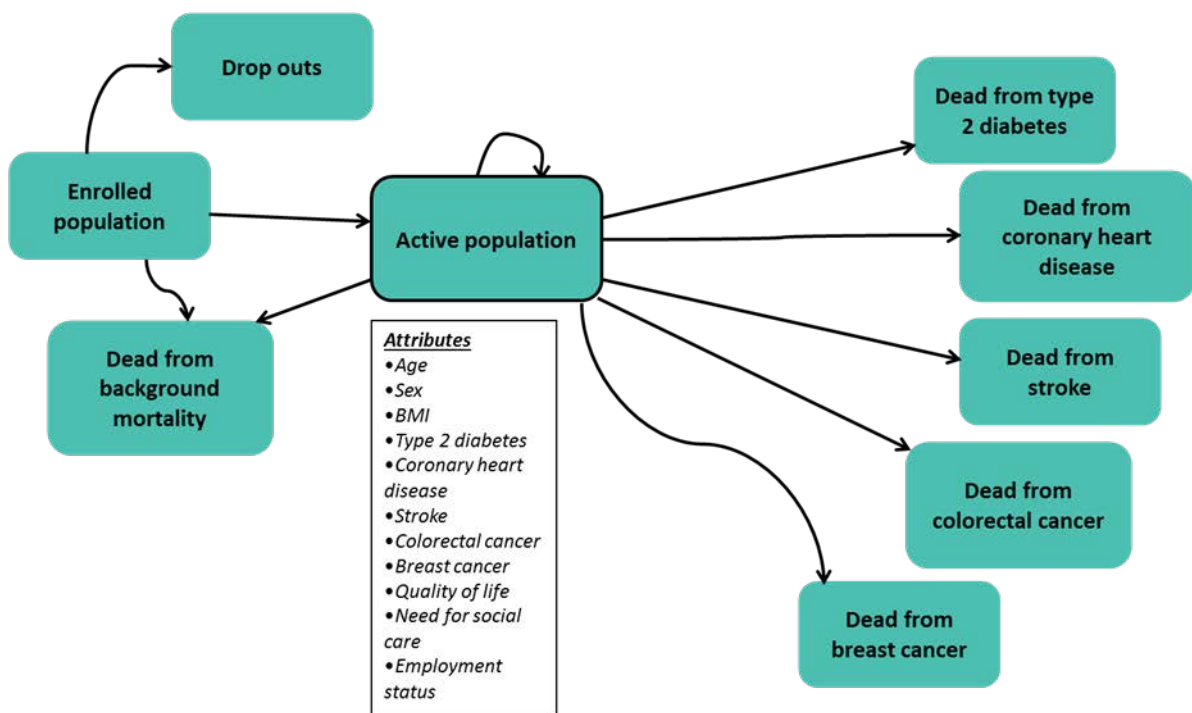 Drop outs
Enrolled
population
Active population
Dead from
background
mortality
Attributes
•Age
•Sex
•BMI
•Type 2 diabetes
•Coronary heart
disease
•Stroke
•Colorectal cancer
•Breast cancer
•Quality of life
•Need for social
care
•Employment
status
Dead from type
2 diabetes
Dead from
coronary heart
disease
Dead from
stroke
Dead from
colorectal cancer
Dead from
breast cancer